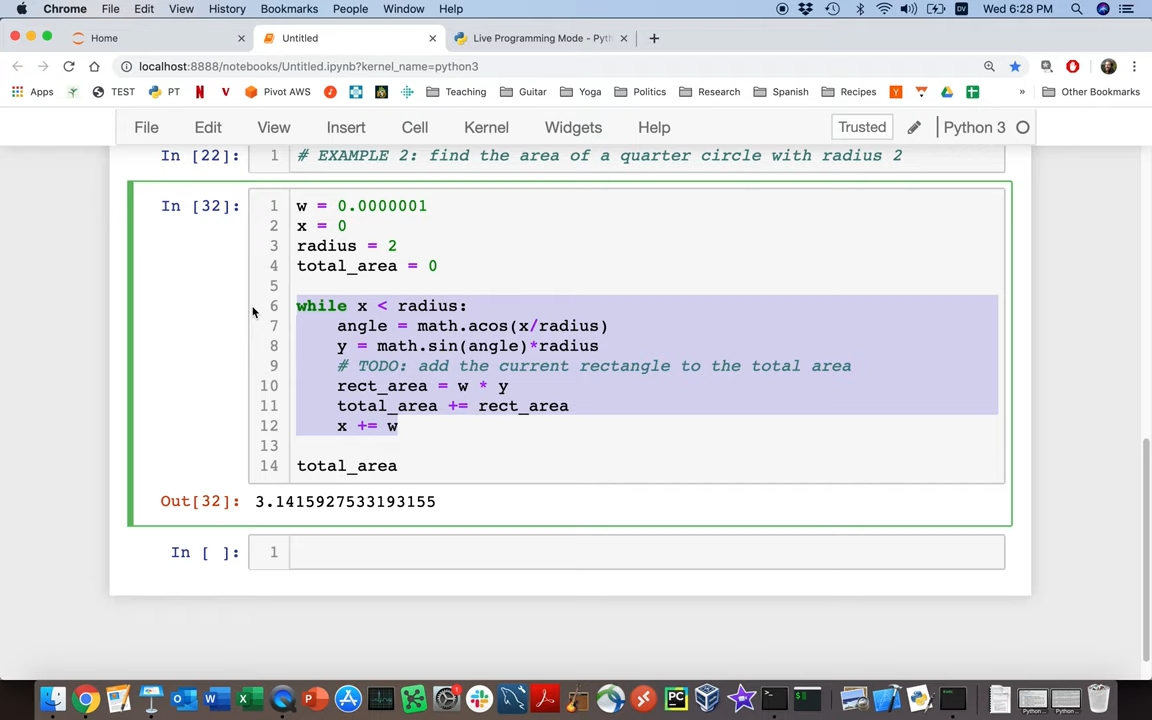 Chrome File Edit View History Bookmarks People Window Help Wed 6:28 PM
Home Untitled Live Programming Mode - Pyth
localhost:8888/notebooks/Untitled.ipynb?kernel_name=python3
Apps TEST PT Pivot AWS Teaching Guitar Yoga Politics Research Spanish Recipes » Other Bookmarks
File Edit View Insert Cell Kernel Widgets Help Trusted Python 3
In [22]: 1 # EXAMPLE 2: find the area of a quarter circle with radius 2
In [32]: 1 w = 0.0000001
2 x = 0
3 radius = 2
4 total_area = 0
5
6 while x < radius:
7 angle = math.acos(x/radius)
8 y = math.sin(angle)*radius
9 # TODO: add the current rectangle to the total area
10 rect_area = w * y
11 total_area += rect_area
12 x += w
13
14 total_area
Out[32]: 3.1415927533193155
In [ ]: 1